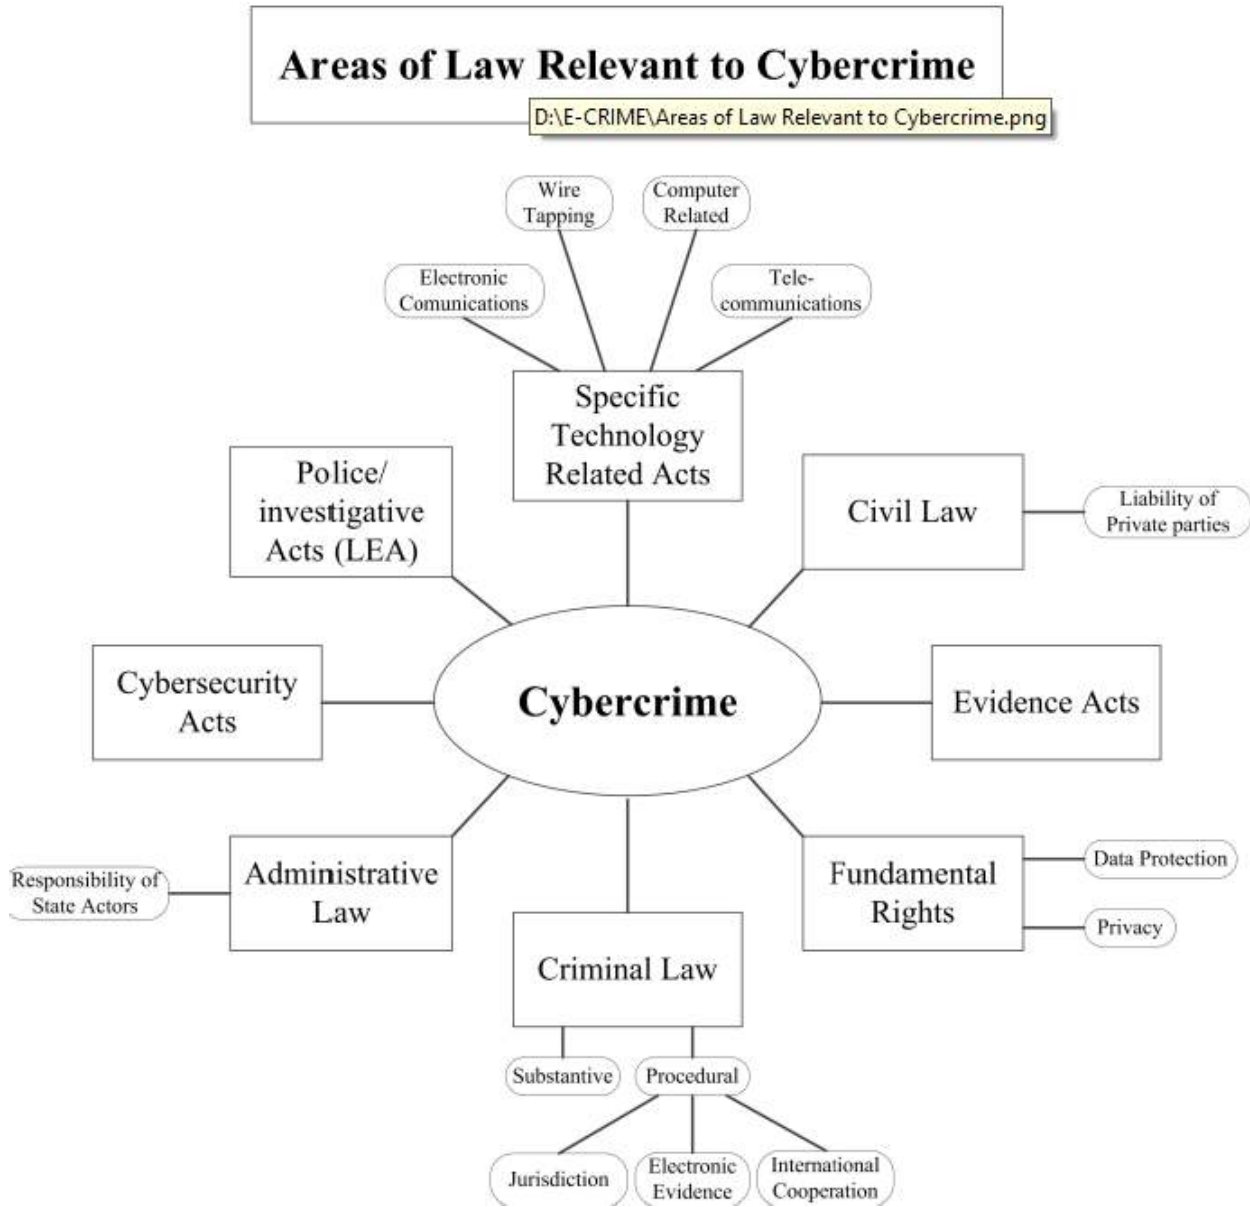 Areas of Law Relevant to Cybercrime
D:\E-CRIME\Areas of Law Relevant to Cybercrime.png
Wire
Tapping
Computer
Related
Electronic
Comunications
Tele-
communications
Specific
Technology
Related Acts
Police/
investigative
Acts (LEA)
Civil Law
Liability of
Private parties
Cybersecurity
Acts
Cybercrime
Evidence Acts
Responsibility of
State Actors
Administrative
Law
Fundamental
Rights
Data Protection
Privacy
Criminal Law
Substantive
Procedural
Jurisdiction
Electronic
Evidence
International
Cooperation